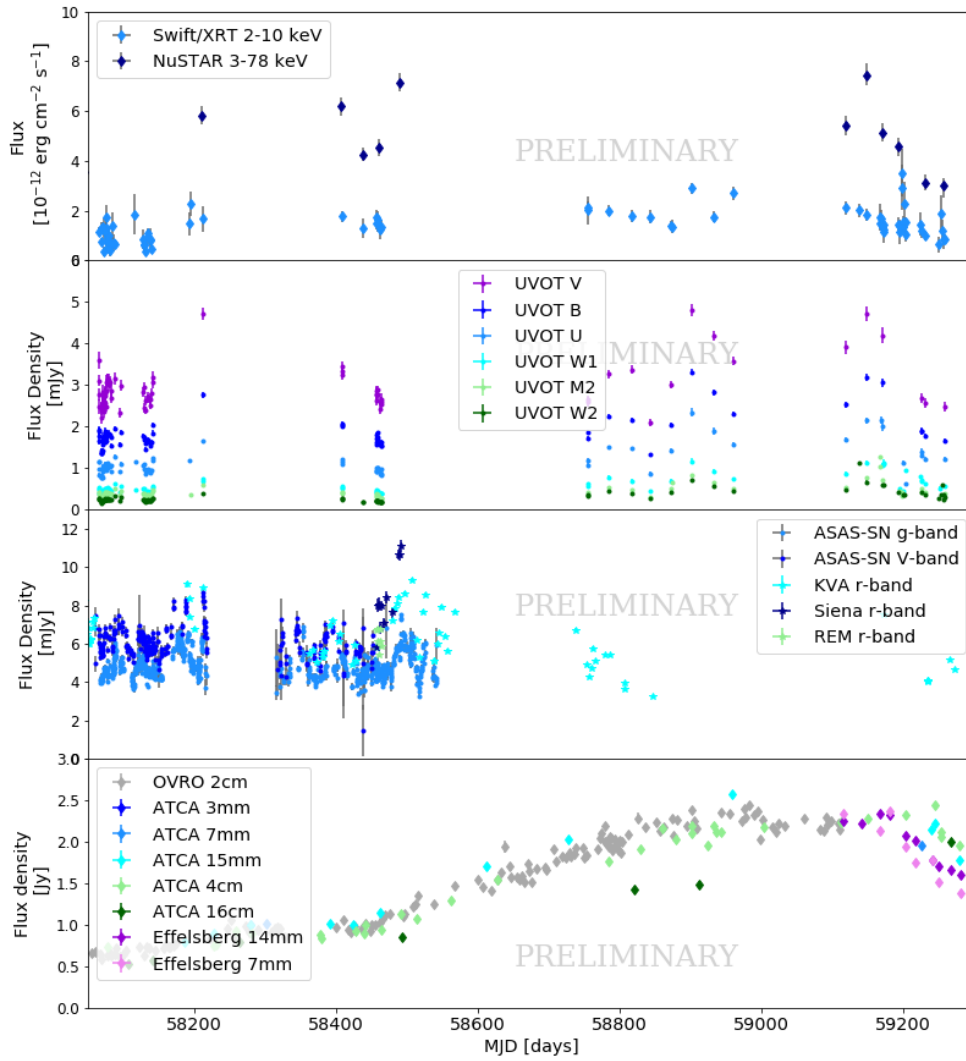 10
Swift/XRT 2-10 keV
NuSTAR 3-78 keV
8
6
4
2
0
Flux
[10⁻¹² erg cm⁻² s⁻¹]
PRELIMINARY
6
5
4
3
2
1
0
Flux Density
[mJy]
UVOT V
UVOT B
UVOT U
UVOT W1
UVOT M2
UVOT W2
PRELIMINARY
12
10
8
6
4
2
0
Flux Density
[mJy]
ASAS-SN g-band
ASAS-SN V-band
KVA r-band
Siena r-band
REM r-band
PRELIMINARY
3.0
2.5
2.0
1.5
1.0
0.5
0.0
Flux density
[Jy]
OVRO 2cm
ATCA 3mm
ATCA 7mm
ATCA 15mm
ATCA 4cm
ATCA 16cm
Effelsberg 14mm
Effelsberg 7mm
PRELIMINARY
58200 58400 58600 58800 59000 59200
MJD [days]